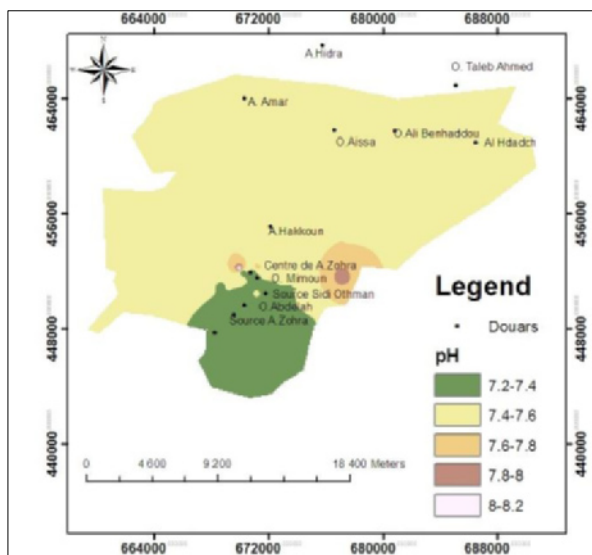 664000 672000 680000 688000
A.Hidra
O. Taleb Ahmed
464000 464000
A. Amar
O.Aissa
O.Ali Benhaddou
Al Hdadch
456000 456000
A.Hakkoun
Centre de A.Zohra
O. Mimoun
Source Sidi Othman
O.Abdelah
Source A.Zohra
448000 448000
Legend
Douars
pH
7.2-7.4
7.4-7.6
7.6-7.8
7.8-8
8-8.2
440000 440000
0 4 600 9 200 18 400 Meters
664000 672000 680000 688000